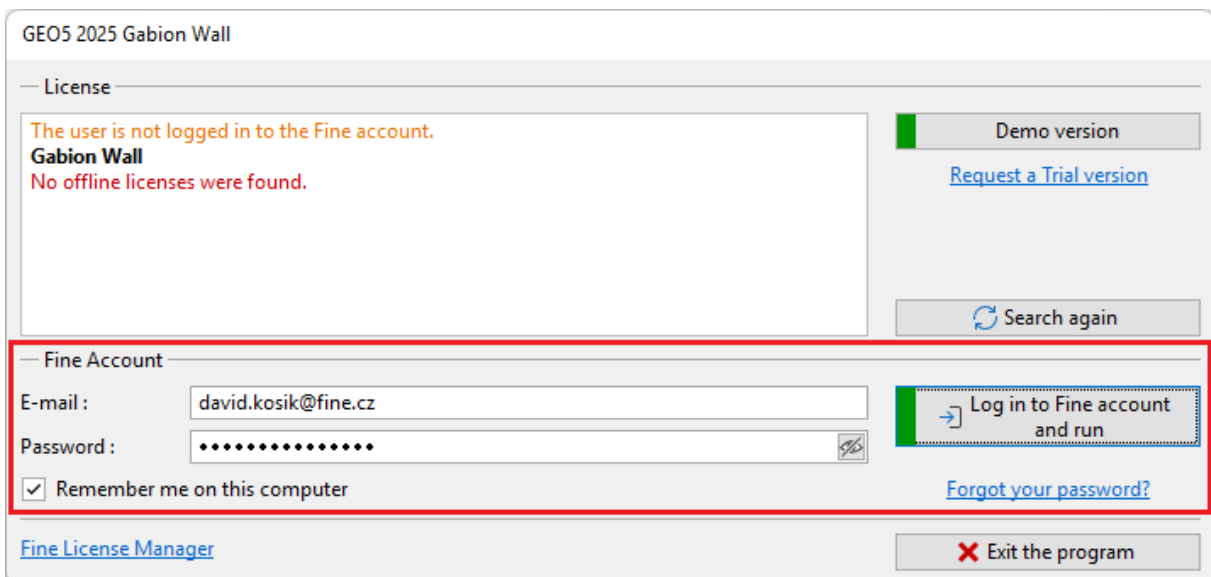 GEO5 2025 Gabion Wall
License
The user is not logged in to the Fine account.
Gabion Wall
No offline licenses were found.
Demo version
Request a Trial version
Search again
Fine Account
E-mail :
david.kosik@fine.cz
Password :
•••••••••••••••
Log in to Fine account
and run
Remember me on this computer
Forgot your password?
Fine License Manager
Exit the program